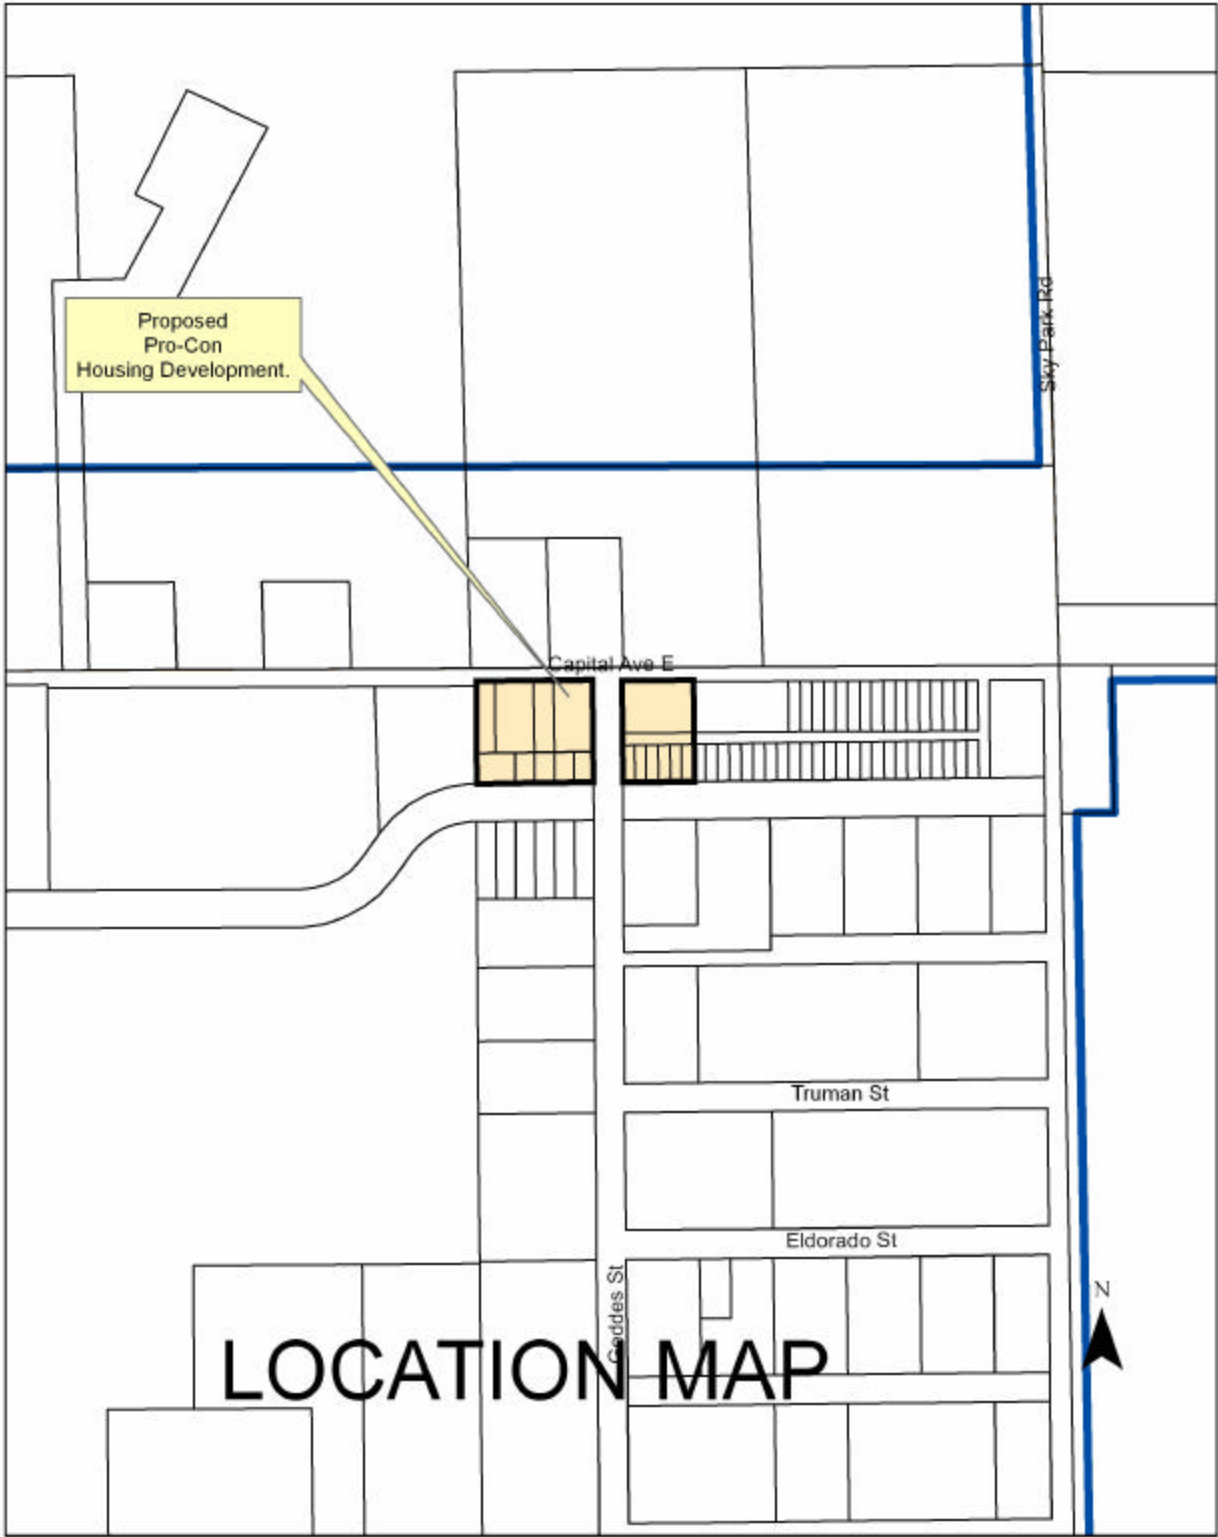 Proposed
Pro-Con
Housing Development.
Sky Park Rd
Capital Ave E
Truman St
Eldorado St
Geddes St
N
LOCATION MAP